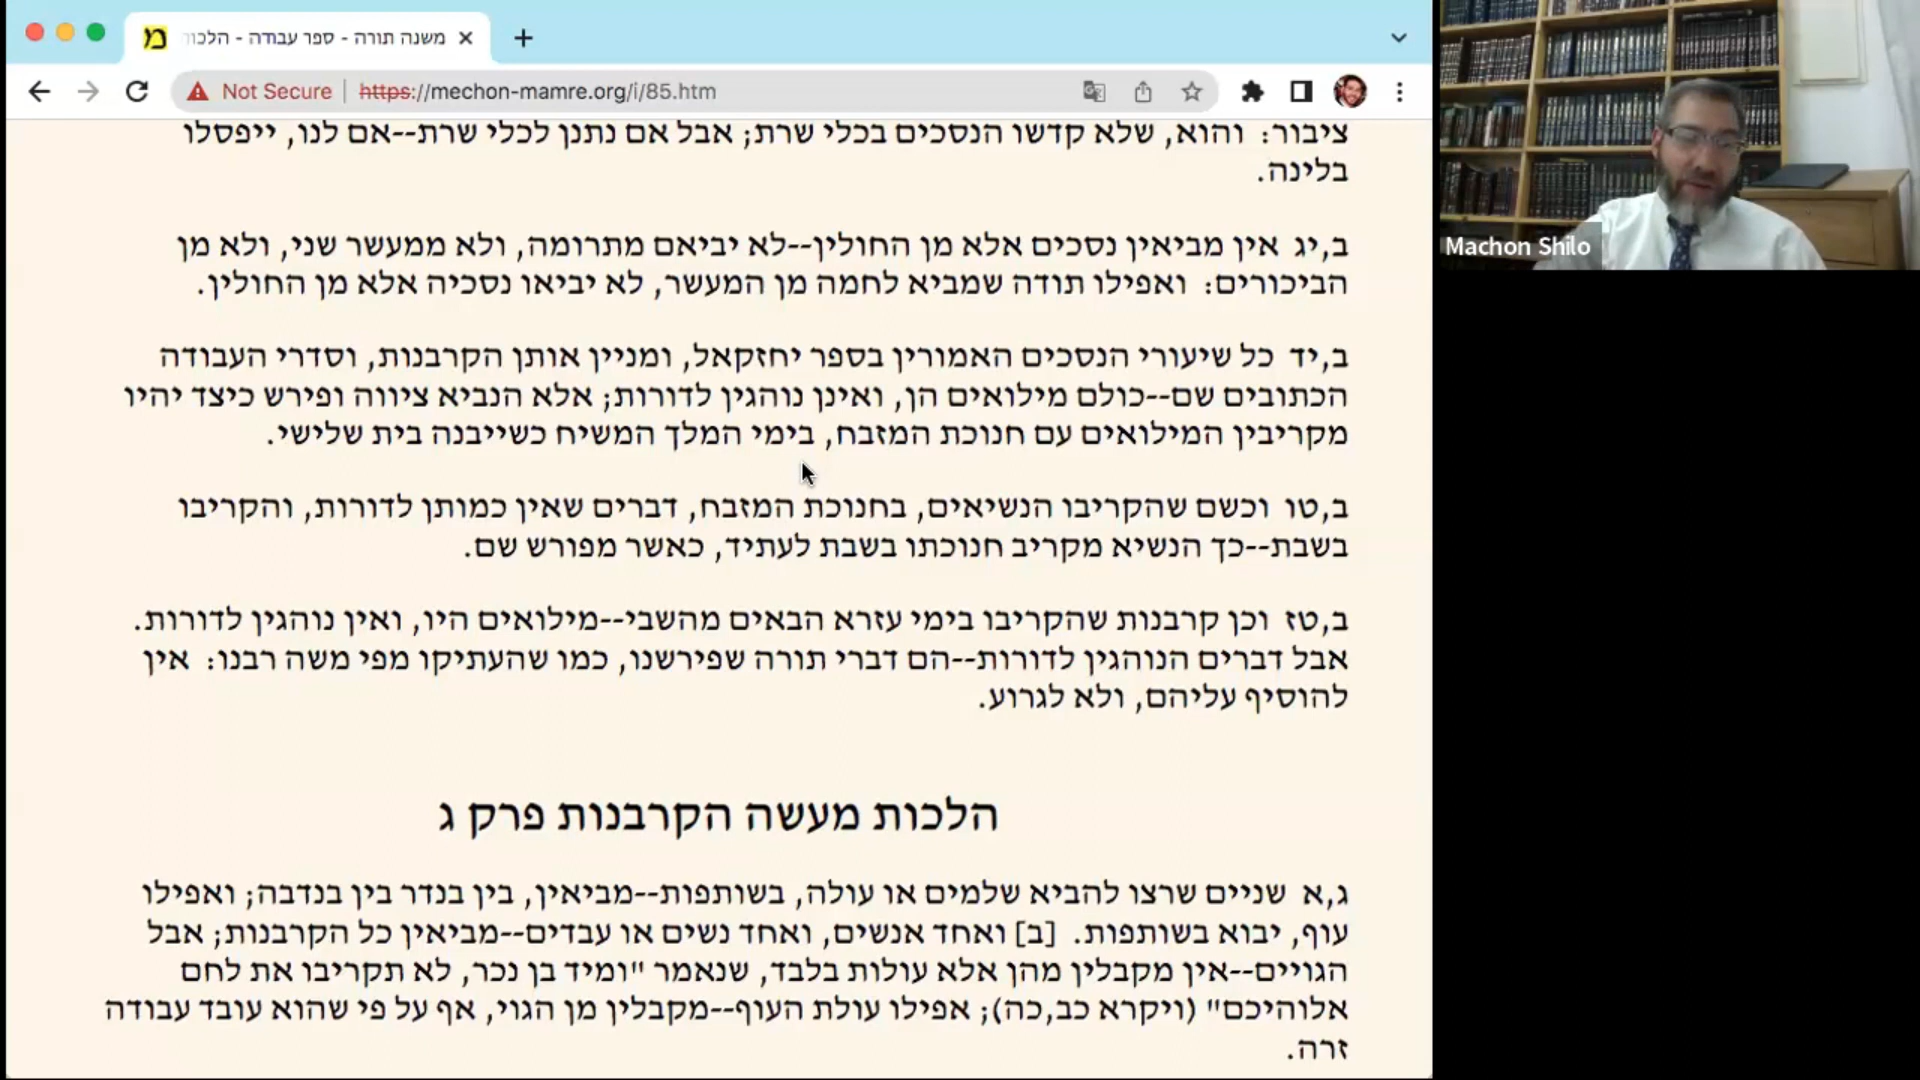 משנה תורה - ספר עבודה - הלכו
Not Secure | https://mechon-mamre.org/i/85.htm
Machon Shilo
ציבור: והוא, שלא קדשו הנסכים בכלי שרת; אבל אם נתנן לכלי שרת--אם לנו, ייפסלו
בלינה.
ב,יג אין מביאין נסכים אלא מן החולין--לא יביאם מתרומה, ולא ממעשר שני, ולא מן
הביכורים: ואפילו תודה שמביא לחמה מן המעשר, לא יביאו נסכיה אלא מן החולין.
ב,יד כל שיעורי הנסכים האמורין בספר יחזקאל, ומניין אותן הקרבנות, וסדרי העבודה
הכתובים שם--כולם מילואים הן, ואינן נוהגין לדורות; אלא הנביא ציווה ופירש כיצד יהיו
מקריבין המילואים עם חנוכת המזבח, בימי המלך המשיח כשייבנה בית שלישי.
ב,טו וכשם שהקריבו הנשיאים, בחנוכת המזבח, דברים שאין כמותן לדורות, והקריבו
בשבת--כך הנשיא מקריב חנוכתו בשבת לעתיד, כאשר מפורש שם.
ב,טז וכן קרבנות שהקריבו בימי עזרא הבאים מהשבי--מילואים היו, ואין נוהגין לדורות.
אבל דברים הנוהגין לדורות--הם דברי תורה שפירשנו, כמו שהעתיקו מפי משה רבנו: אין
להוסיף עליהם, ולא לגרוע.
הלכות מעשה הקרבנות פרק ג
ג,א שניים שרצו להביא שלמים או עולה, בשותפות--מביאין, בין בנדר בין בנדבה; ואפילו
עוף, יבוא בשותפות. [ב] ואחד אנשים, ואחד נשים או עבדים--מביאין כל הקרבנות; אבל
הגויים--אין מקבלין מהן אלא עולות בלבד, שנאמר "ומיד בן נכר, לא תקריבו את לחם
אלוהיכם" (ויקרא כב,כה); אפילו עולת העוף--מקבלין מן הגוי, אף על פי שהוא עובד עבודה
זרה.